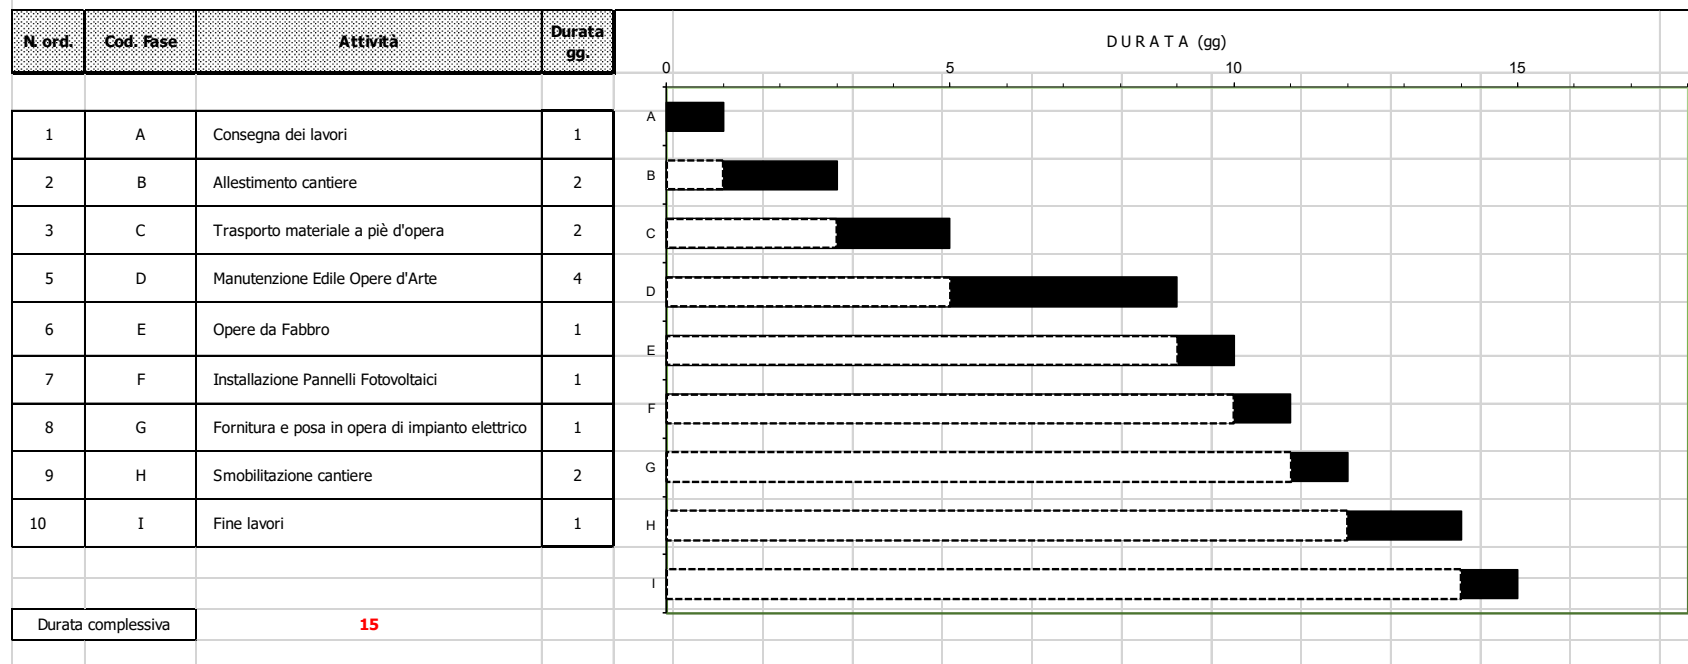 N. ord. Cod. Fase Attività Durata gg.
D U R A T A (gg)
0 5 10 15
1 A Consegna dei lavori 1
2 B Allestimento cantiere 2
3 C Trasporto materiale a piè d'opera 2
5 D Manutenzione Edile Opere d'Arte 4
6 E Opere da Fabbro 1
7 F Installazione Pannelli Fotovoltaici 1
8 G Fornitura e posa in opera di impianto elettrico 1
9 H Smobilitazione cantiere 2
10 I Fine lavori 1
A
B
C
D
E
F
G
H
I
Durata complessiva 15